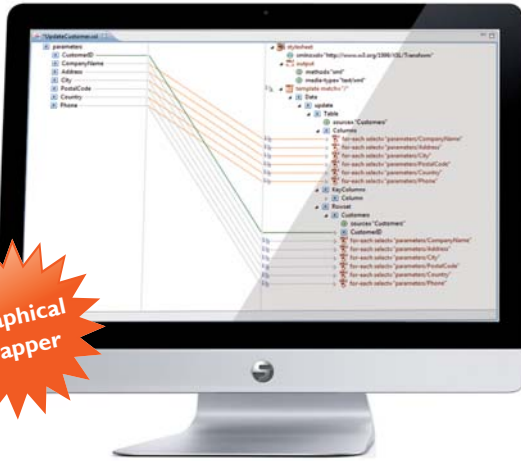 *UpdateCustomer.xsl
parameters
CustomerID
CompanyName
Address
City
PostalCode
Country
Phone
stylesheet
xmlns:xsl="http://www.w3.org/1999/XSL/Transform"
output
method="xml"
media-type="text/xml"
template match="/"
Data
update
Table
source="Customers"
Columns
for-each select="parameters/CompanyName"
for-each select="parameters/Address"
for-each select="parameters/City"
for-each select="parameters/PostalCode"
for-each select="parameters/Country"
for-each select="parameters/Phone"
KeyColumns
Column
Rowset
Customers
source="Customers"
CustomerID
for-each select="parameters/CompanyName"
for-each select="parameters/Address"
for-each select="parameters/City"
for-each select="parameters/PostalCode"
for-each select="parameters/Country"
for-each select="parameters/Phone"
aphical
apper
S